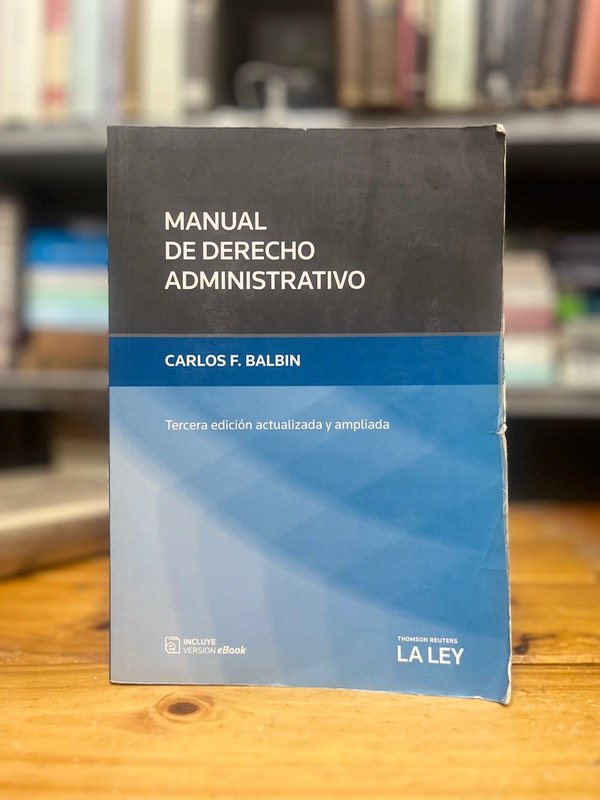 MANUAL
DE DERECHO
ADMINISTRATIVO
CARLOS F. BALBIN
Tercera edición actualizada y ampliada
INCLUYE
VERSION eBook
THOMSON REUTERS
LA LEY